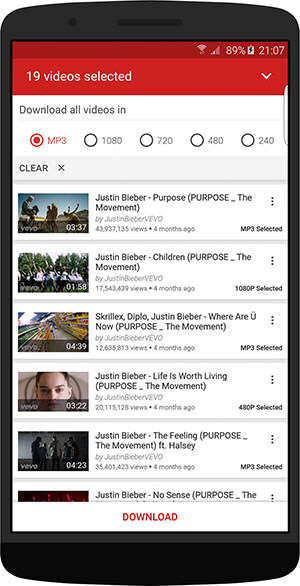 89% 21:07
19 videos selected
Download all videos in
MP3 1080 720 480 240
CLEAR ×
Justin Bieber - Purpose (PURPOSE _ The
Movement)
by JustinBieberVEVO
43,937,135 views • 4 months ago
MP3 Selected
vevo 03:37
Justin Bieber - Children (PURPOSE _ The
Movement)
by JustinBieberVEVO
17,543,439 views • 4 months ago
1080P Selected
vevo 01:58
Skrillex, Diplo, Justin Bieber - Where Are Ü
Now (PURPOSE _ The Movement)
by JustinBieberVEVO
12,635,813 views • 4 months ago
MP3 Selected
vevo 04:39
Justin Bieber - Life Is Worth Living
(PURPOSE _ The Movement)
by JustinBieberVEVO
20,115,128 views • 4 months ago
480P Selected
vevo 03:22
Justin Bieber - The Feeling (PURPOSE _
The Movement) ft. Halsey
by JustinBieberVEVO
35,401,423 views • 4 months ago
MP3 Selected
vevo 04:23
Justin Bieber - No Sense (PURPOSE _ The
DOWNLOAD